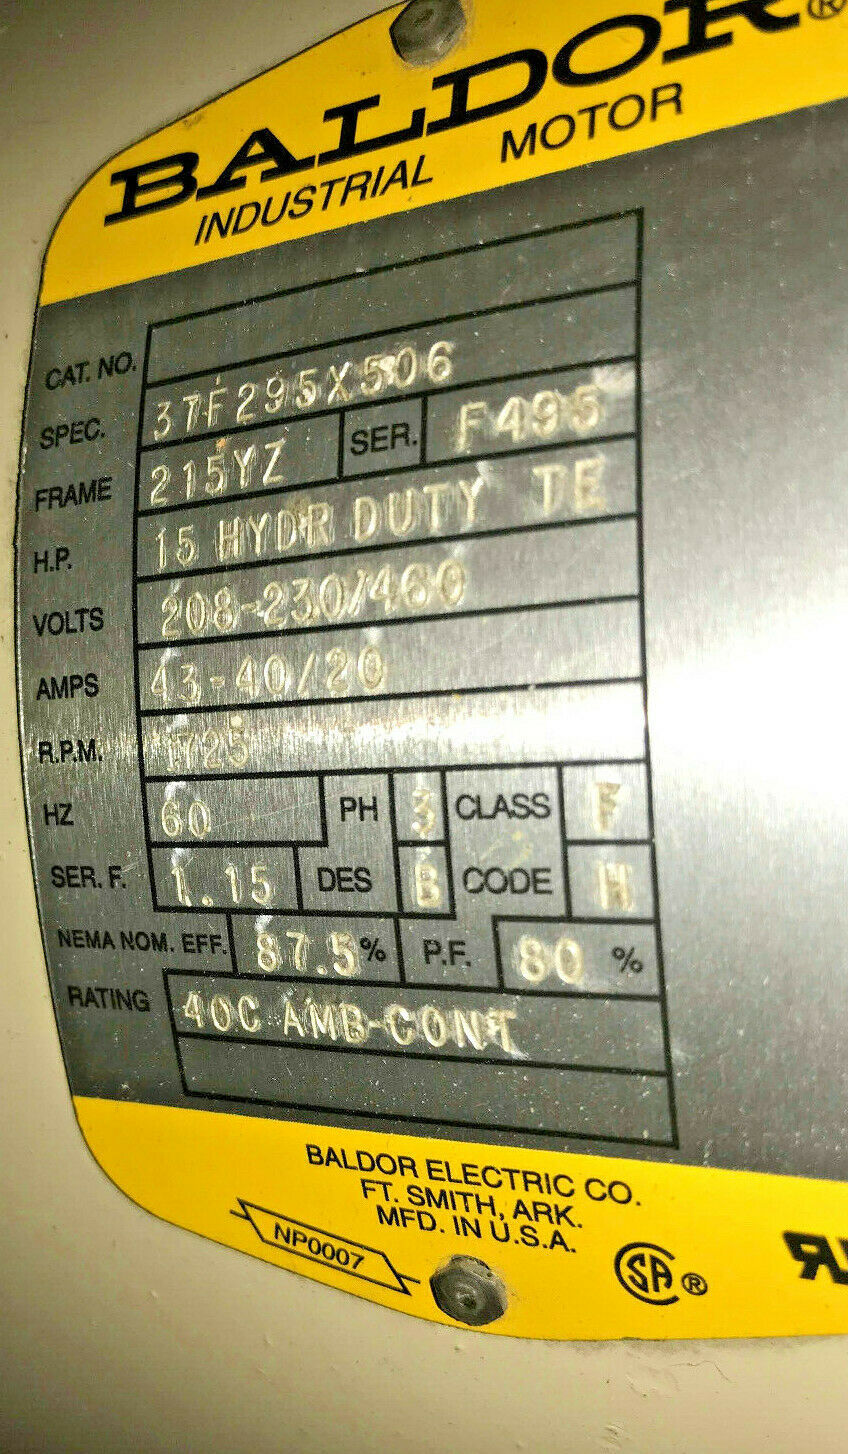 BALDOR®
INDUSTRIAL MOTOR
CAT. NO.
SPEC. 37F295X506
FRAME 215YZ SER. F495
H.P. 15 HYDR DUTY TE
VOLTS 208-230/460
AMPS 43-40/20
R.P.M. 1725
HZ 60 PH 3 CLASS F
SER. F. 1.15 DES B CODE H
NEMA NOM. EFF. 87.5% P.F. 80 %
RATING 40C AMB-CONT
BALDOR ELECTRIC CO.
FT. SMITH, ARK.
MFD. IN U.S.A.
NP0007
SA ®